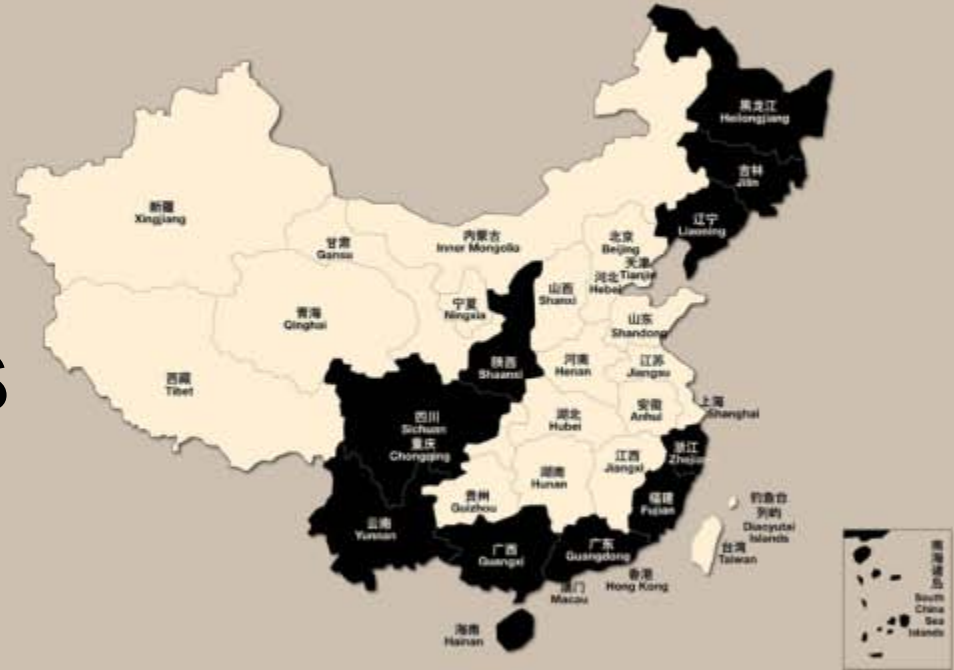 黑龙江
Heilongjiang
吉林
Jilin
辽宁
Liaoning
新疆
Xingjiang
甘肃
Gansu
内蒙古
Inner Mongolia
北京
Beijing
天津
Tianjin
河北
Hebei
山西
Shanxi
宁夏
Ningxia
青海
Qinghai
山东
Shandong
陕西
Shaanxi
河南
Henan
江苏
Jiangsu
西藏
Tibet
S
四川
Sichuan
重庆
Chongqing
湖北
Hubei
安徽
Anhui
上海
Shanghai
浙江
Zhejian
江西
Jiangxi
湖南
Hunan
贵州
Guizhou
福建
Fujian
钓鱼台
列屿
Diaoyutai
Islands
云南
Yunnan
广西
Guangxi
广东
Guangdong
台湾
Taiwan
香港
Hong Kong
澳门
Macau
海南
Hainan
南海诸岛
South
China
Sea
Islands